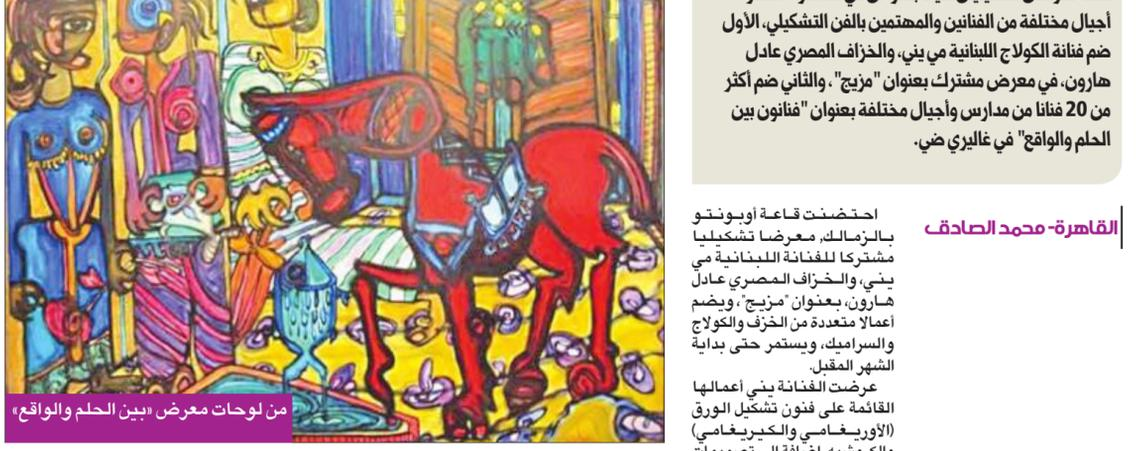 أجيال مختلفة من الفنانين والمهتمين بالفن التشكيلي، الأول
ضم فنانة الكولاج اللبنانية مي يني، والخزاف المصري عادل
هارون، في معرض مشترك بعنوان "مزيج"، والثاني ضم أكثر
من 20 فنانا من مدارس وأجيال مختلفة بعنوان "فنانون بين
الحلم والواقع" في غاليري ضي.
القاهرة- محمد الصادق
احتضنت قاعة أوبونتو
بالزمالك، معرضا تشكيليا
مشتركا للفنانة اللبنانية مي
يني، والخزاف المصري عادل
هارون، بعنوان "مزيج"، ويضم
أعمالا متعددة من الخزف والكولاج
والسراميك، ويستمر حتى بداية
الشهر المقبل.
عرضت الفنانة يني أعمالها
القائمة على فنون تشكيل الورق
(الأوريغامي والكيريغامي)
من لوحات معرض «بين الحلم والواقع»